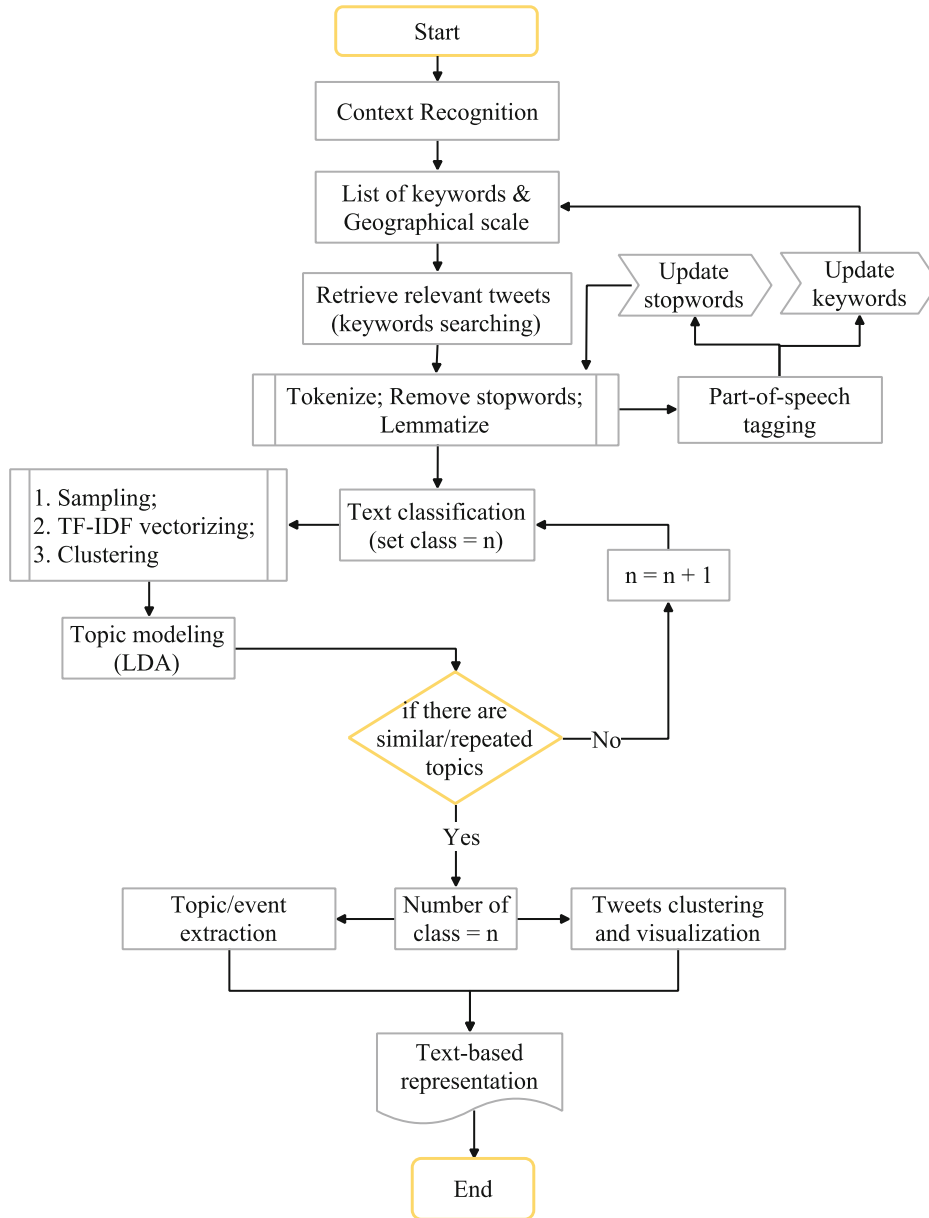 Start
Context Recognition
List of keywords &
Geographical scale
Update
stopwords
Update
keywords
Retrieve relevant tweets
(keywords searching)
Tokenize; Remove stopwords;
Lemmatize
Part-of-speech
tagging
1. Sampling;
2. TF-IDF vectorizing;
3. Clustering
Text classification
(set class = n)
n = n + 1
Topic modeling
(LDA)
if there are
similar/repeated
topics
No
Yes
Topic/event
extraction
Number of
class = n
Tweets clustering
and visualization
Text-based
representation
End